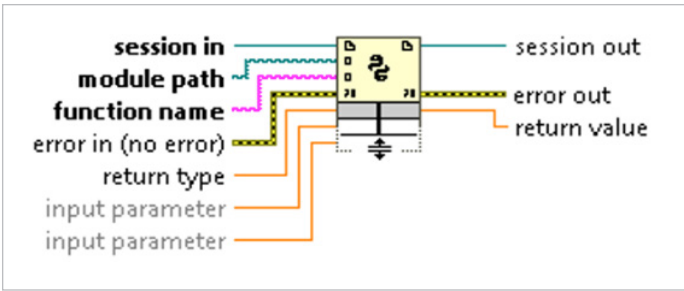 session in
module path
function name
error in (no error)
return type
input parameter
input parameter
session out
error out
return value